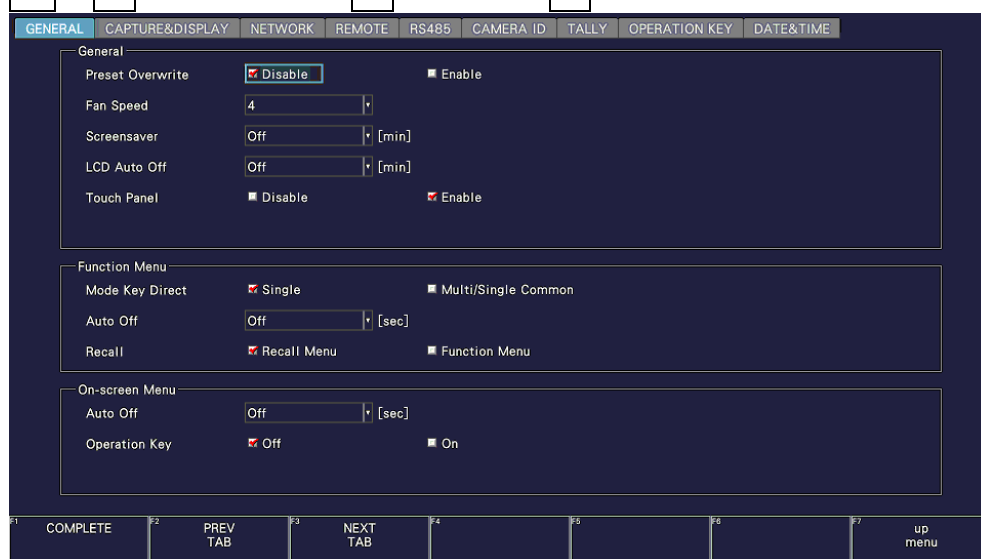 GENERAL CAPTURE&DISPLAY NETWORK REMOTE RS485 CAMERA ID TALLY OPERATION KEY DATE&TIME
General
Preset Overwrite Disable Enable
Fan Speed 4
Screensaver Off [min]
LCD Auto Off Off [min]
Touch Panel Disable Enable
Function Menu
Mode Key Direct Single Multi/Single Common
Auto Off Off [sec]
Recall Recall Menu Function Menu
On-screen Menu
Auto Off Off [sec]
Operation Key Off On
F1 COMPLETE F2 PREV F3 NEXT F4 F5 F6 F7 up
TAB TAB menu